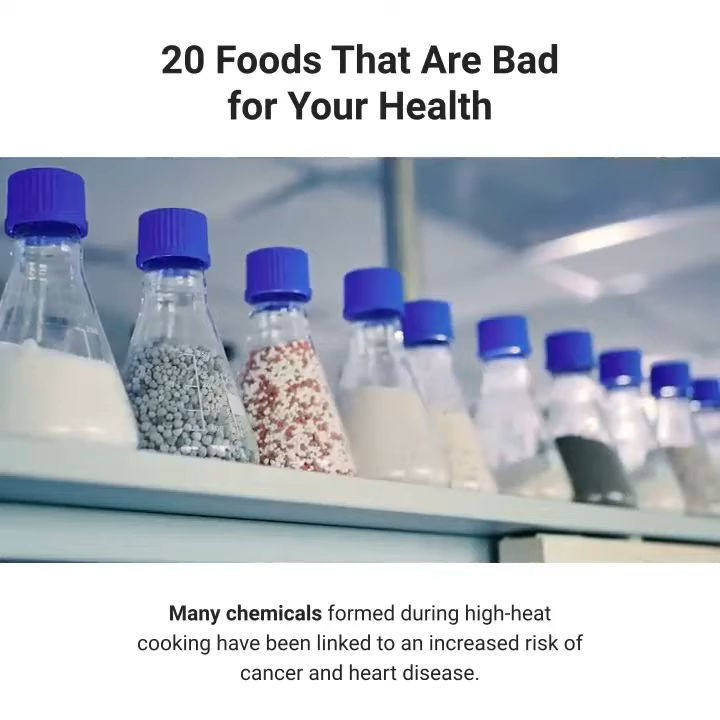 20 Foods That Are Bad
for Your Health
Many chemicals formed during high-heat
cooking have been linked to an increased risk of
cancer and heart disease.